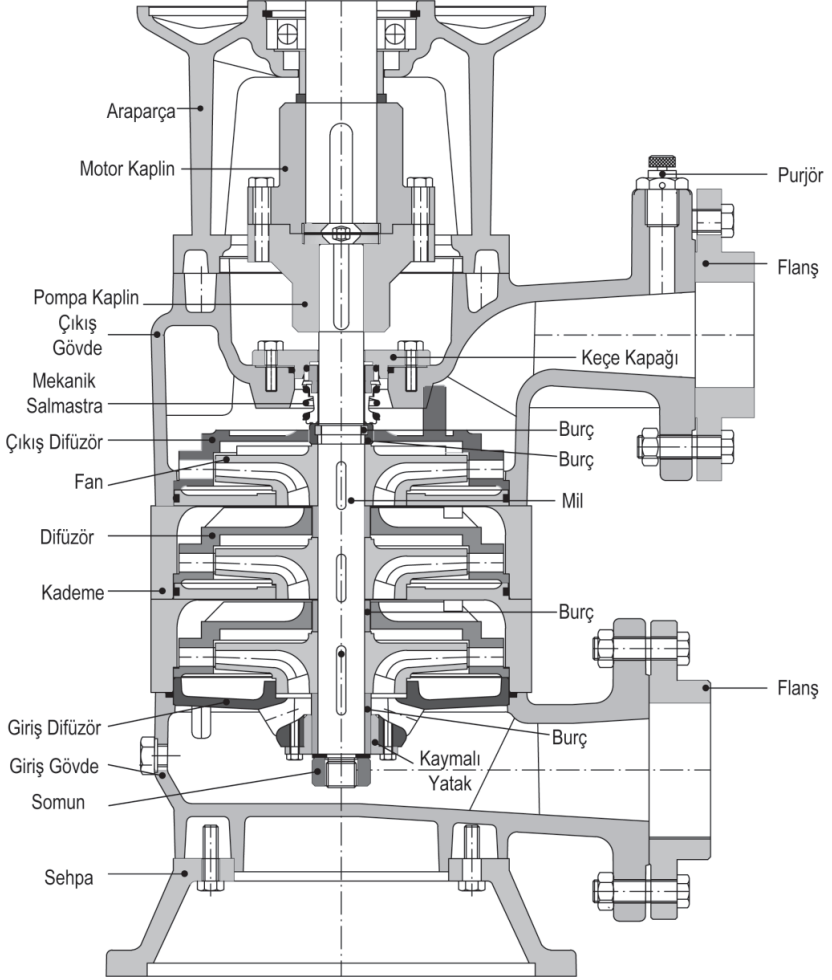 Araparça
Motor Kaplin
Pompa Kaplin
Çıkış
Gövde
Mekanik
Salmastra
Çıkış Difüzör
Fan
Difüzör
Kademe
Giriş Difüzör
Giriş Gövde
Somun
Sehpa
Purjör
Flanş
Keçe Kapağı
Burç
Burç
Mil
Burç
Flanş
Burç
Kaymalı
Yatak